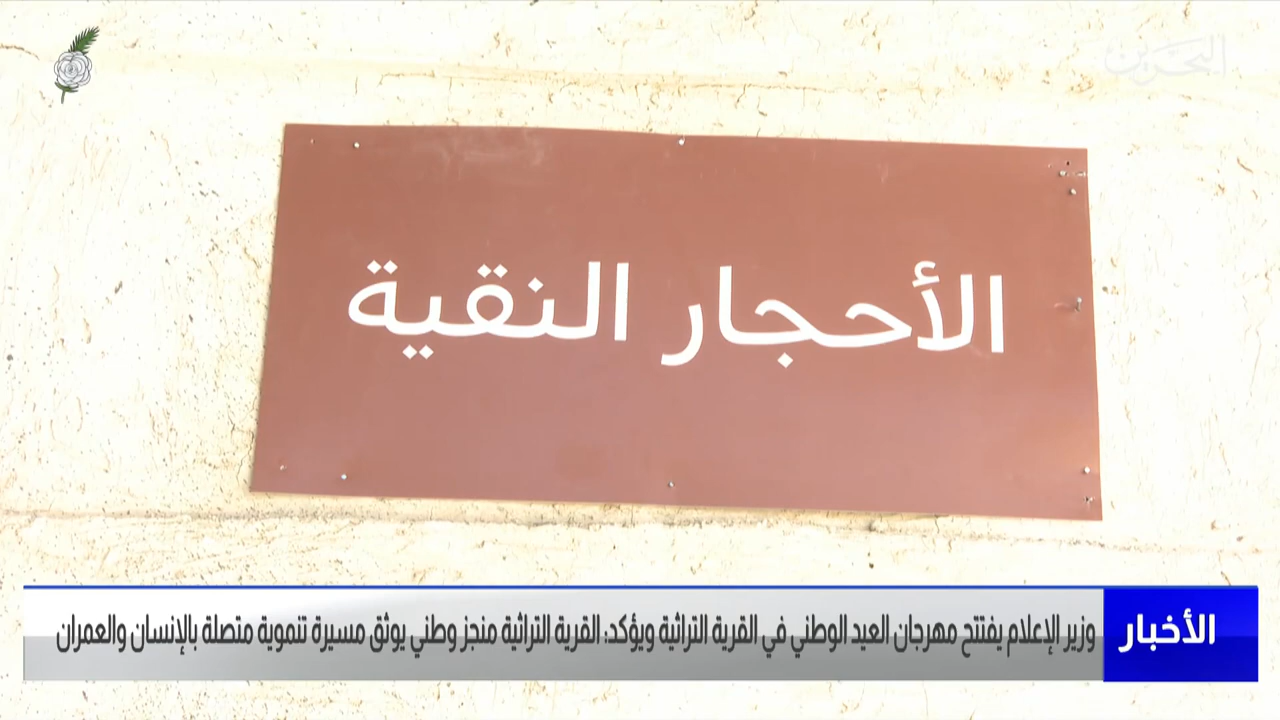 البحرين
الأحجار النقية
الأخبار
وزير الإعلام يفتتح مهرجان العيد الوطني في القرية التراثية ويؤكد: القرية التراثية منجز وطني يوثق مسيرة تنموية متصلة بالإنسان والعمران